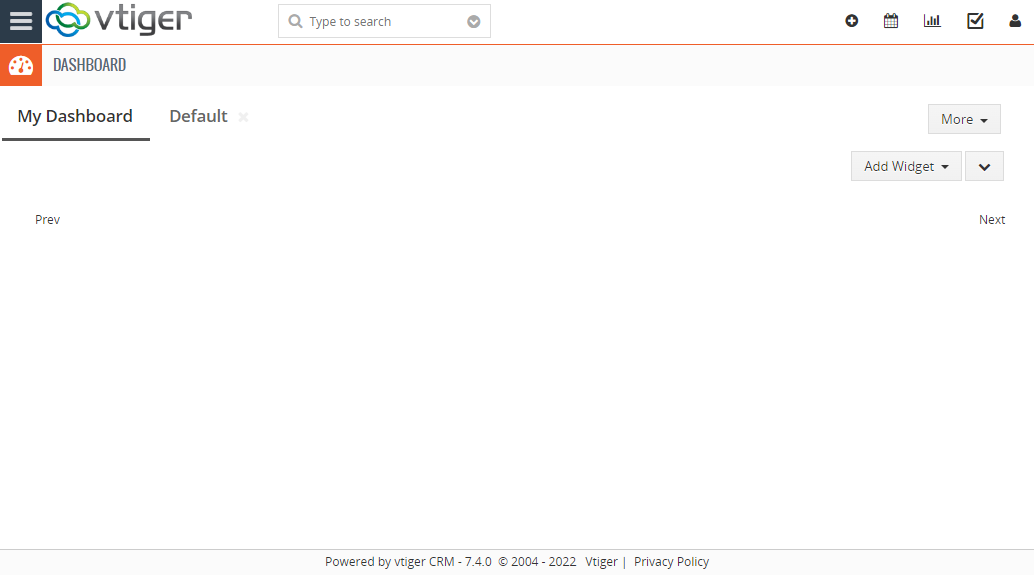 vtiger
Type to search
DASHBOARD
My Dashboard Default
More
Add Widget
Prev Next
Powered by vtiger CRM - 7.4.0 © 2004 - 2022 Vtiger | Privacy Policy